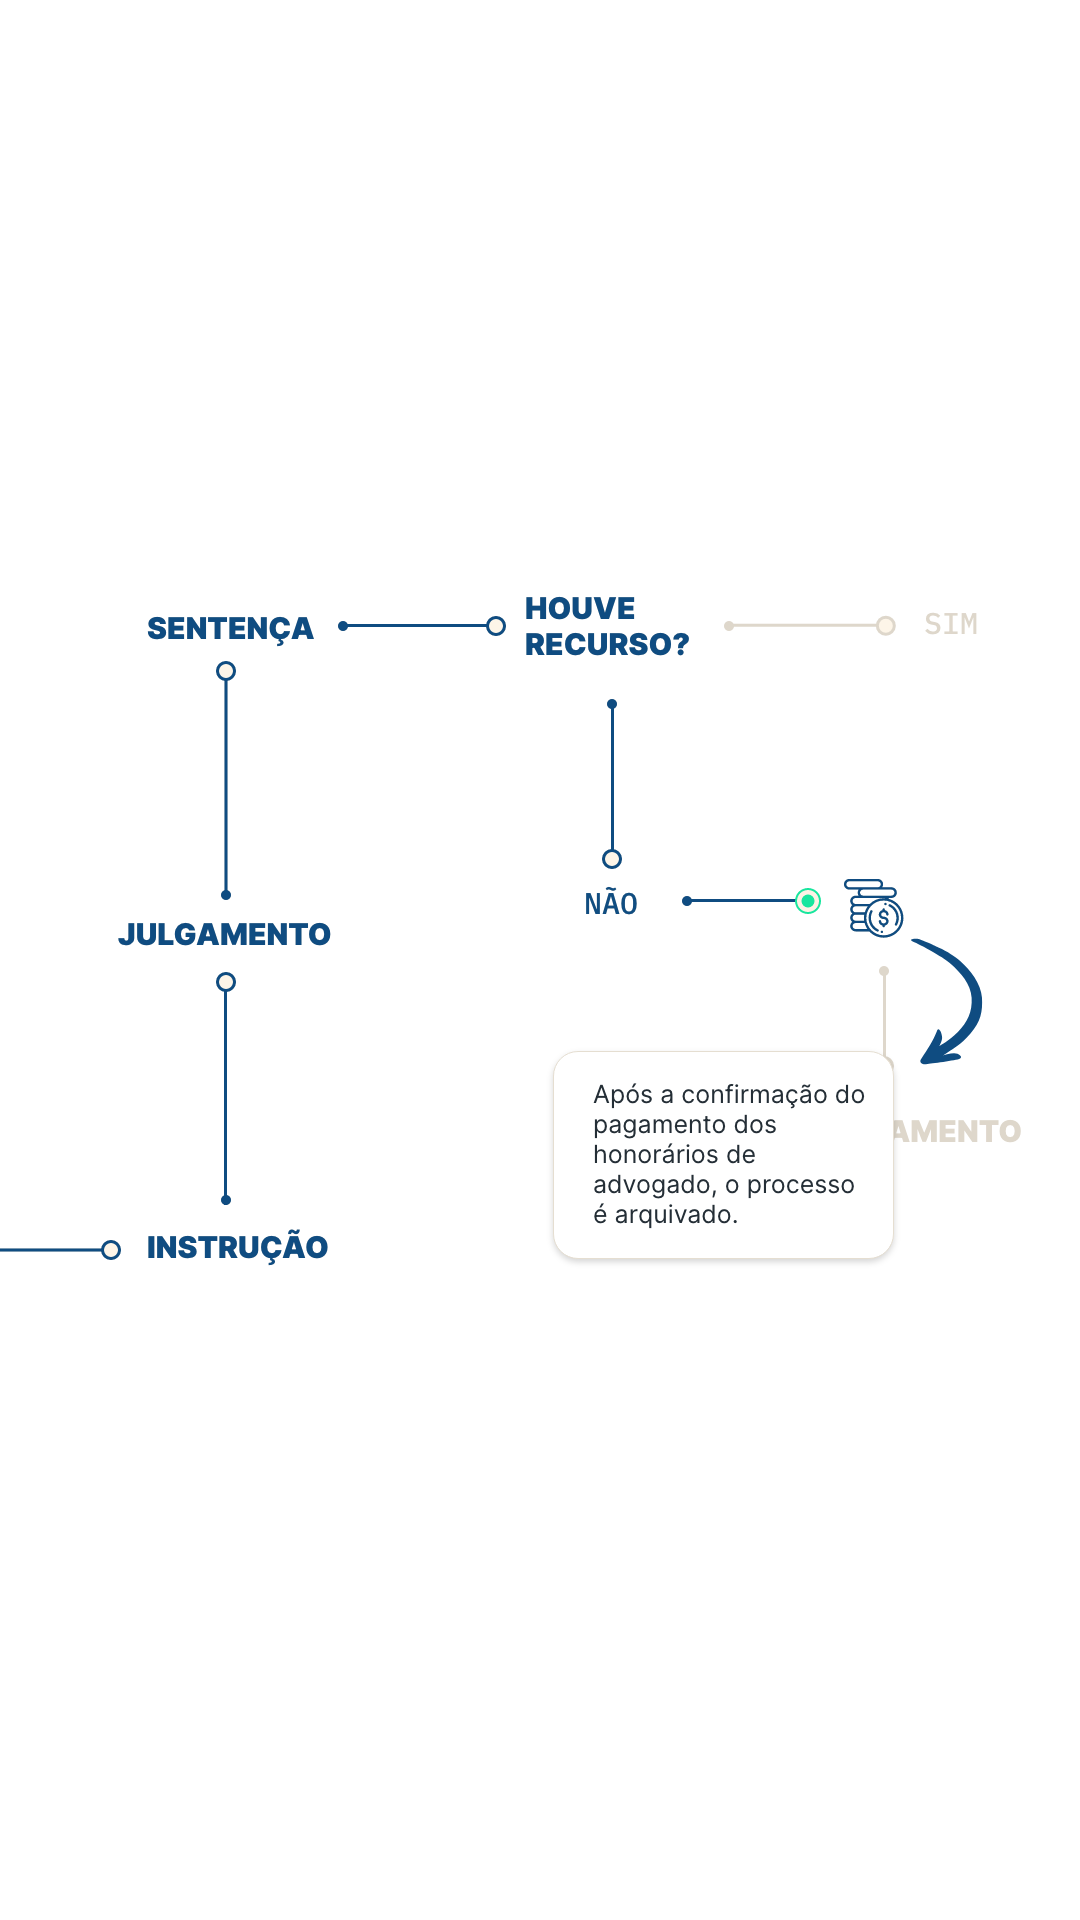 SENTENÇA
HOUVE
RECURSO?
SIM
JULGAMENTO
NÃO
$
Após a confirmação do
pagamento dos
honorários de
advogado, o processo
é arquivado.
AMENTO
INSTRUÇÃO